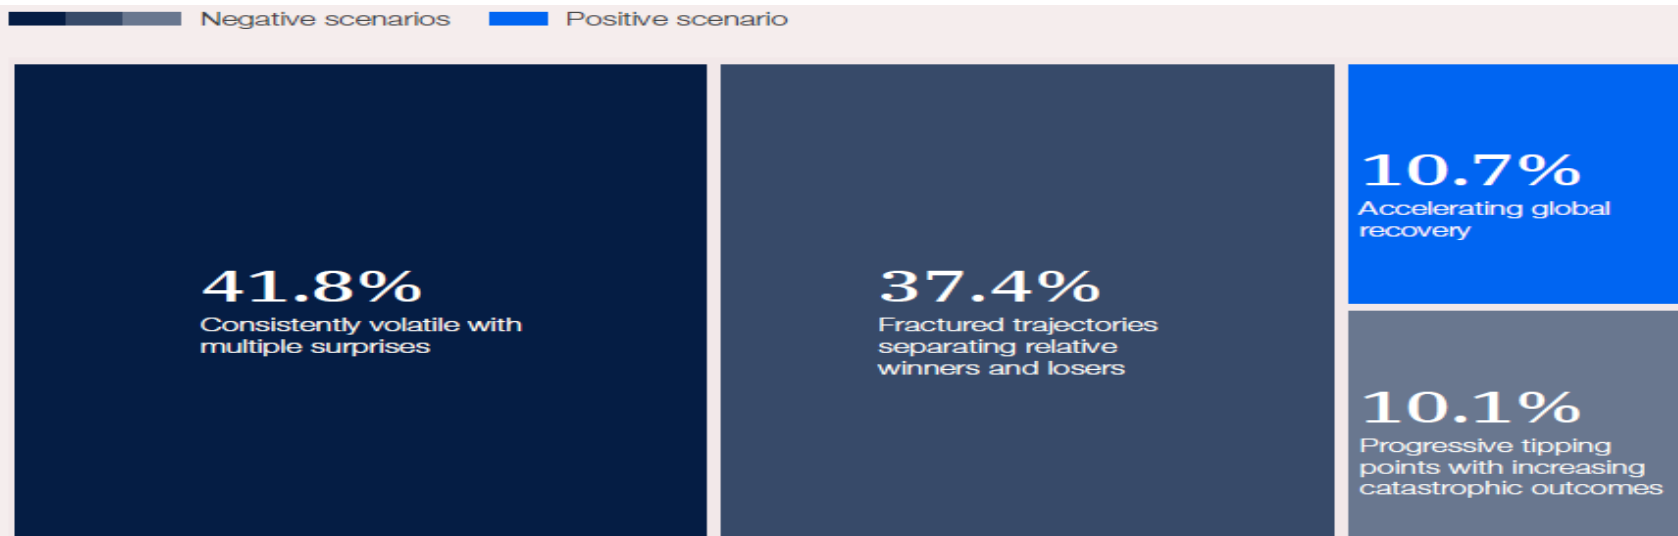 Negative scenarios
Positive scenario
41.8%
Consistently volatile with
multiple surprises
37.4%
Fractured trajectories
separating relative
winners and losers
10.7%
Accelerating global
recovery
10.1%
Progressive tipping
points with increasing
catastrophic outcomes